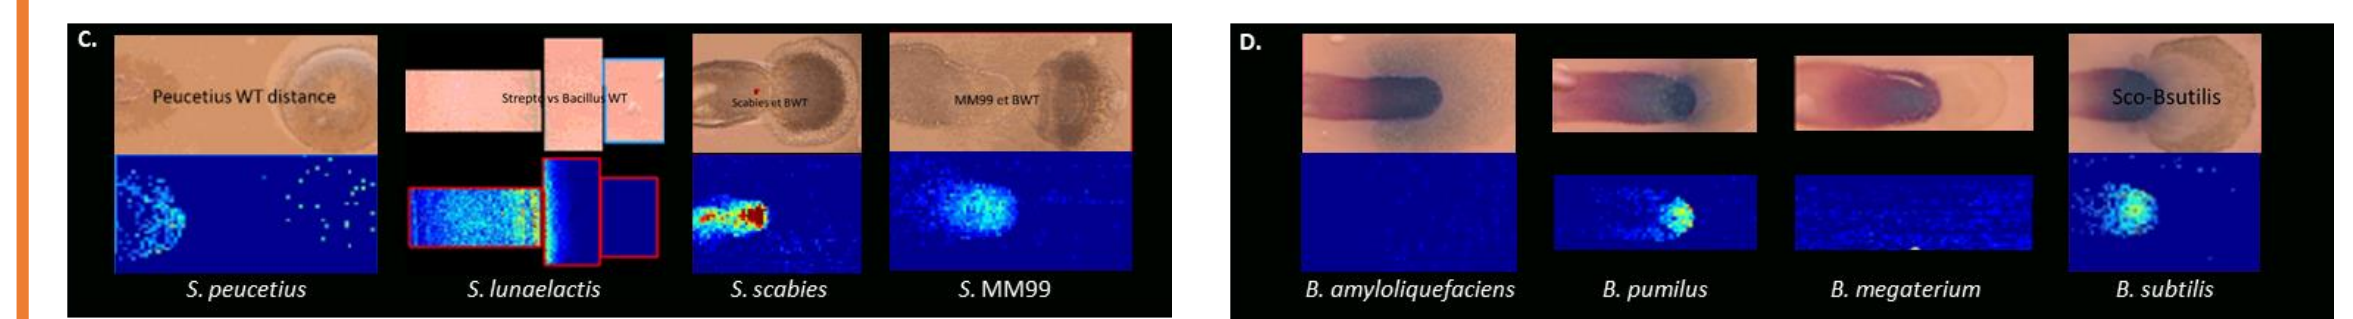 C.
Peucetius WT distance
Strepto vs Bacillus WT
Scabies et BWT
MM99 et BWT
S. peucetius
S. lunaelactis
S. scabies
S. MM99
D.
Sco-Bsutilis
B. amyloliquefaciens
B. pumilus
B. megaterium
B. subtilis